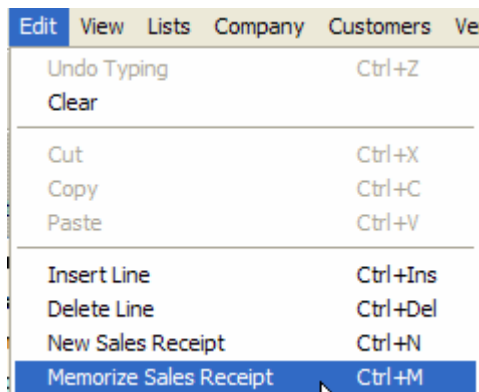 Edit View Lists Company Customers Ve
Undo Typing Ctrl+Z
Clear
Cut Ctrl+X
Copy Ctrl+C
Paste Ctrl+V
Insert Line Ctrl+Ins
Delete Line Ctrl+Del
New Sales Receipt Ctrl+N
Memorize Sales Receipt Ctrl+M